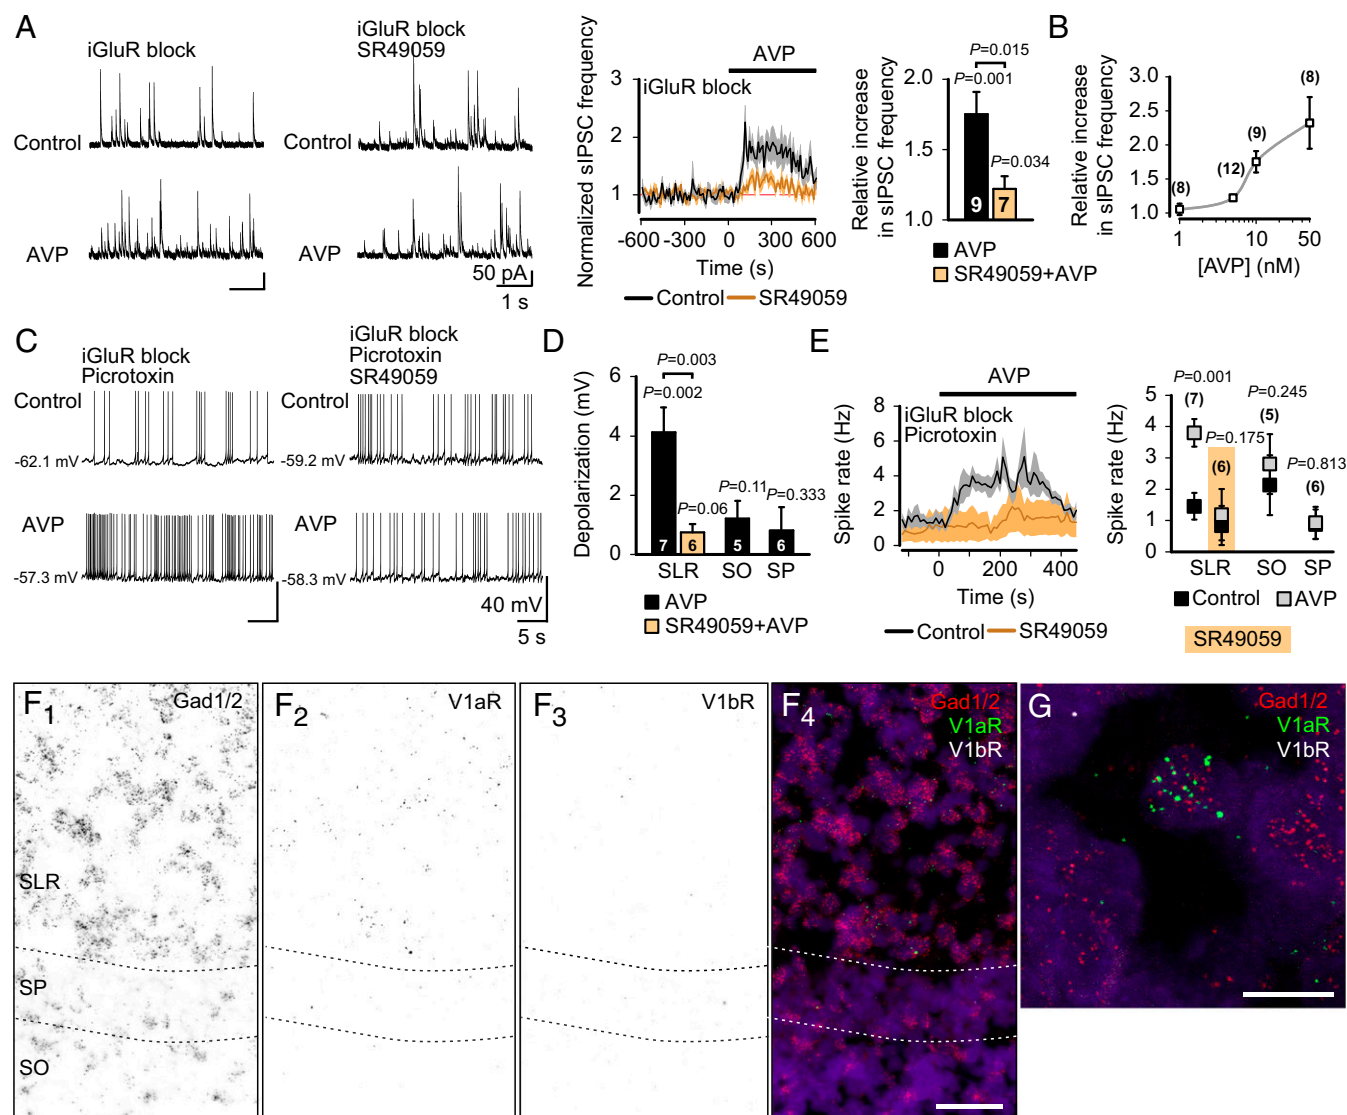 A
iGluR block
Control
AVP
iGluR block
SR49059
Control
AVP
50 pA
1 s
Normalized sIPSC frequency
3
2
1
iGluR block
AVP
-600 -300 0 300 600
Time (s)
Control SR49059
Relative increase
in sIPSC frequency
2.0
1.5
1.0
P=0.015
P=0.001
P=0.034
9 7
AVP
SR49059+AVP
B
Relative increase
in sIPSC frequency
3.0
2.5
2.0
1.5
1.0
(8)
(12)
(9)
(8)
1 10 50
[AVP] (nM)
C
iGluR block
Picrotoxin
Control
-62.1 mV
AVP
-57.3 mV
iGluR block
Picrotoxin
SR49059
Control
-59.2 mV
AVP
-58.3 mV
40 mV
5 s
D
Depolarization (mV)
6
4
2
0
P=0.003
P=0.002
P=0.06
P=0.11
P=0.333
7 6 5 6
SLR SO SP
AVP
SR49059+AVP
E
Spike rate (Hz)
8
6
4
2
0
AVP
iGluR block
Picrotoxin
0 200 400
Time (s)
Control SR49059
Spike rate (Hz)
5
4
3
2
1
0
P=0.001
(7)
P=0.175
(6)
P=0.245
(5)
P=0.813
(6)
SLR SO SP
Control AVP
SR49059
F1
Gad1/2
SLR
SP
SO
F2
V1aR
F3
V1bR
F4
Gad1/2
V1aR
V1bR
G
Gad1/2
V1aR
V1bR